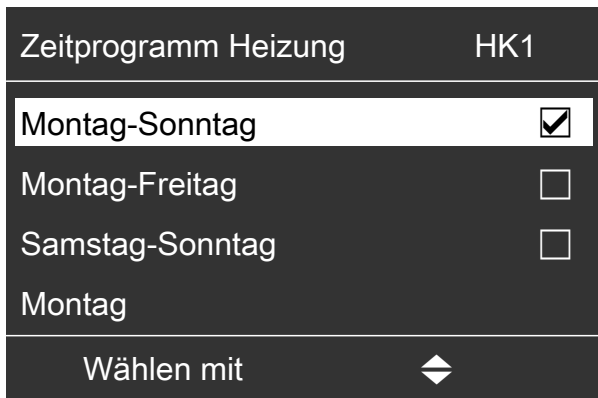 Zeitprogramm Heizung HK1
Montag-Sonntag
Montag-Freitag
Samstag-Sonntag
Montag
Wählen mit